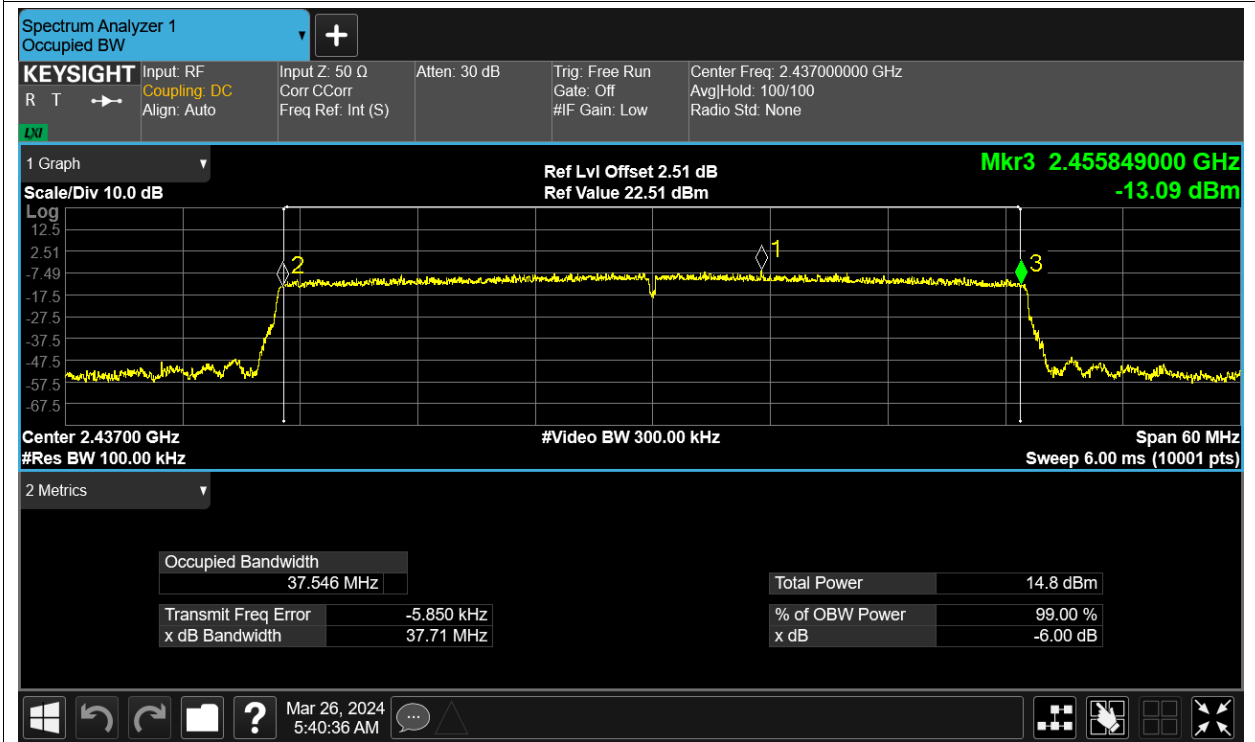 Spectrum Analyzer 1
Occupied BW
KEYSIGHT
R T
LXI
Input: RF
Coupling: DC
Align: Auto
Input Z: 50 Ω
Corr CCorr
Freq Ref: Int (S)
Atten: 30 dB
Trig: Free Run
Gate: Off
#IF Gain: Low
Center Freq: 2.437000000 GHz
Avg|Hold: 100/100
Radio Std: None
1 Graph
Scale/Div 10.0 dB
Ref Lvl Offset 2.51 dB
Ref Value 22.51 dBm
Mkr3 2.455849000 GHz
-13.09 dBm
Log
12.5
2.51
-7.49
-17.5
-27.5
-37.5
-47.5
-57.5
-67.5
2
1
3
Center 2.43700 GHz
#Res BW 100.00 kHz
#Video BW 300.00 kHz
Span 60 MHz
Sweep 6.00 ms (10001 pts)
2 Metrics
Occupied Bandwidth
37.546 MHz
Transmit Freq Error -5.850 kHz
x dB Bandwidth 37.71 MHz
Total Power 14.8 dBm
% of OBW Power 99.00 %
x dB -6.00 dB
?
Mar 26, 2024
5:40:36 AM